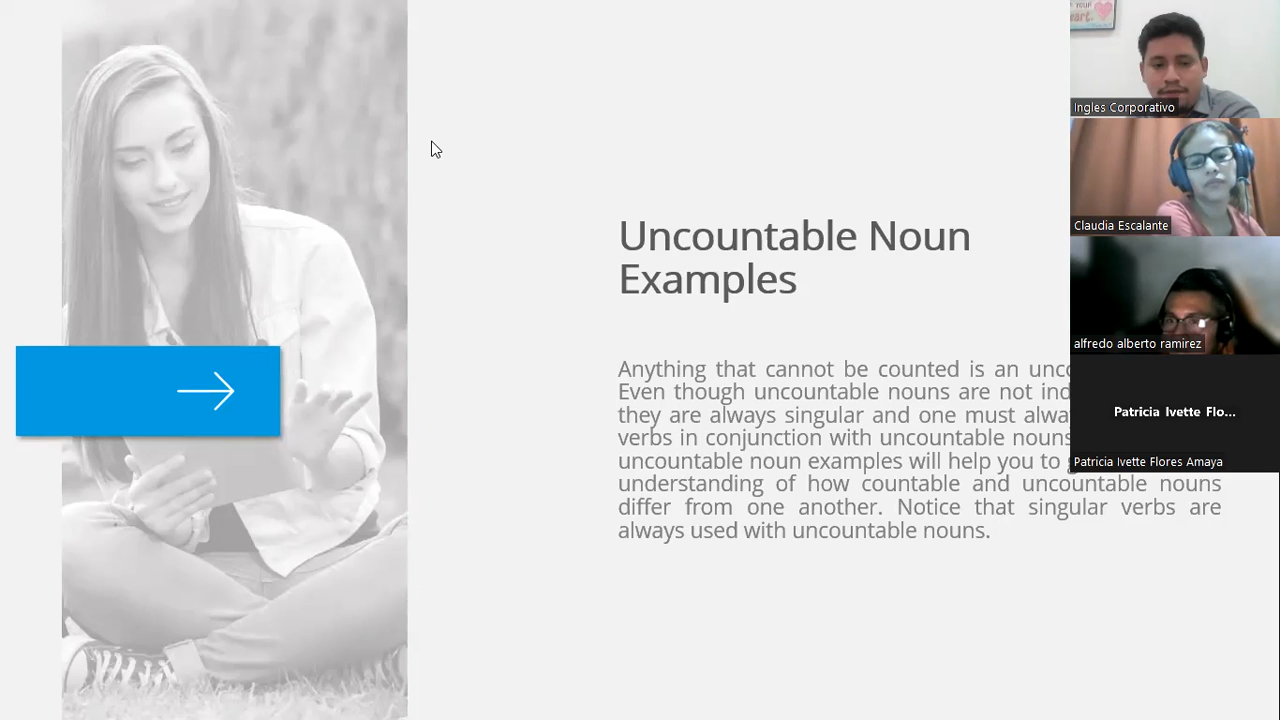 Uncountable Noun
Examples
Anything that cannot be counted is an
Even though uncountable nouns are not
they are always singular and one must
verbs in conjunction with uncountable nouns
uncountable noun examples will help you to
understanding of how countable and uncountable nouns
differ from one another. Notice that singular verbs are
always used with uncountable nouns.
YOUR
heart.
Ingles Corporativo
Claudia Escalante
alfredo alberto ramirez
Patricia Ivette Flo...
Patricia Ivette Flores Amaya